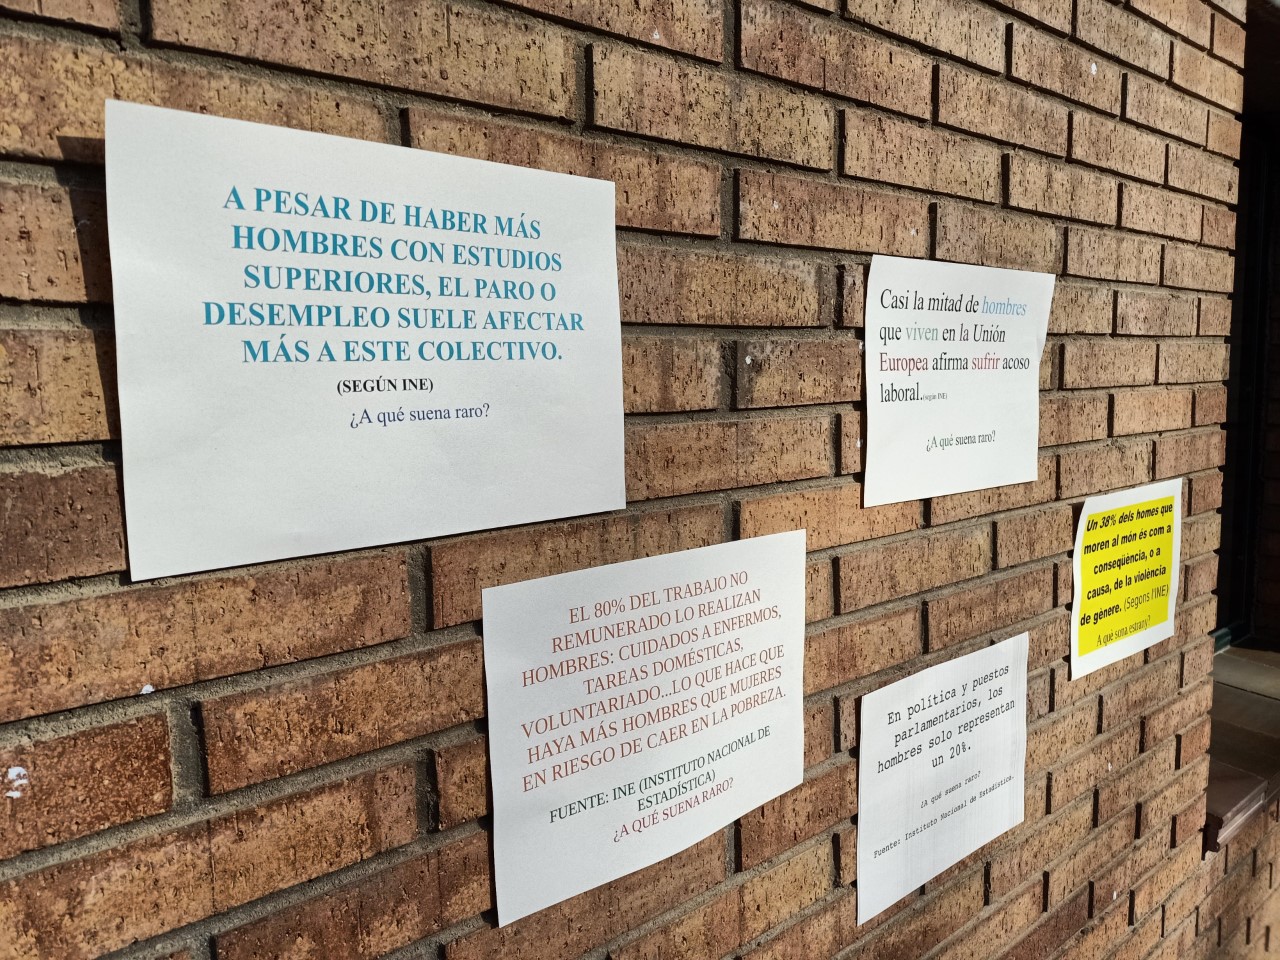 A PESAR DE HABER MÁS
HOMBRES CON ESTUDIOS
SUPERIORES, EL PARO O
DESEMPLEO SUELE AFECTAR
MÁS A ESTE COLECTIVO.
(SEGÚN INE)
¿A qué suena raro?
Casi la mitad de hombres
que viven en la Unión
Europea afirma sufrir acoso
laboral.(según INE)
¿A qué suena raro?
EL 80% DEL TRABAJO NO
REMUNERADO LO REALIZAN
HOMBRES: CUIDADOS A ENFERMOS,
TAREAS DOMÉSTICAS,
VOLUNTARIADO...LO QUE HACE QUE
HAYA MÁS HOMBRES QUE MUJERES
EN RIESGO DE CAER EN LA POBREZA.
FUENTE: INE (INSTITUTO NACIONAL DE
ESTADÍSTICA)
¿A QUÉ SUENA RARO?
En política y puestos
parlamentarios, los
hombres solo representan
un 20%.
¿A qué suena raro?
Fuente: Instituto Nacional de Estadística.
Un 38% dels homes que
moren al món és com a
conseqüència, o a
causa, de la violència
de gènere. (Segons l'INE)
A què sona estrany?